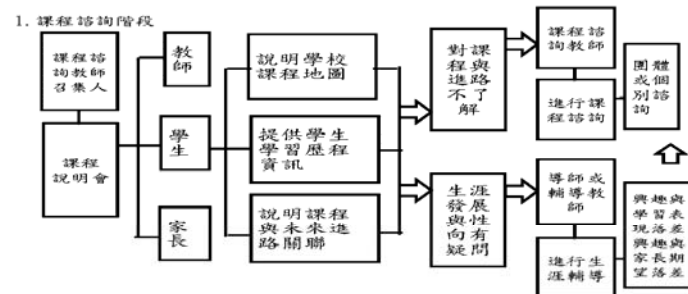 1. 課程諮詢階段
課程諮
詢教師
召集人
課程
說明會
教師
學生
家長
說明學校
課程地圖
提供學生
學習歷程
資訊
說明課程
與未來進
路關聯
對課
程與
進路
不了
解
生涯
發展
與性
向有
疑問
課程諮
詢教師
進行課
程諮詢
團體
或個
別諮
詢
導師或
輔導教
師
進行生
涯輔導
興趣與
學習表
現落差
興趣與
家長期
望落差